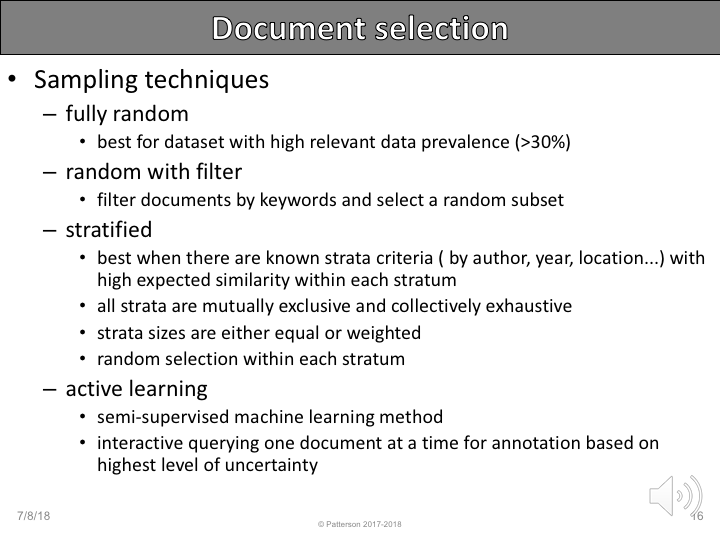 Document selection
• Sampling techniques
– fully random
• best for dataset with high relevant data prevalence (>30%)
– random with filter
• filter documents by keywords and select a random subset
– stratified
• best when there are known strata criteria ( by author, year, location...) with
high expected similarity within each stratum
• all strata are mutually exclusive and collectively exhaustive
• strata sizes are either equal or weighted
• random selection within each stratum
– active learning
• semi-supervised machine learning method
• interactive querying one document at a time for annotation based on
highest level of uncertainty
7/8/18
© Patterson 2017-2018
16